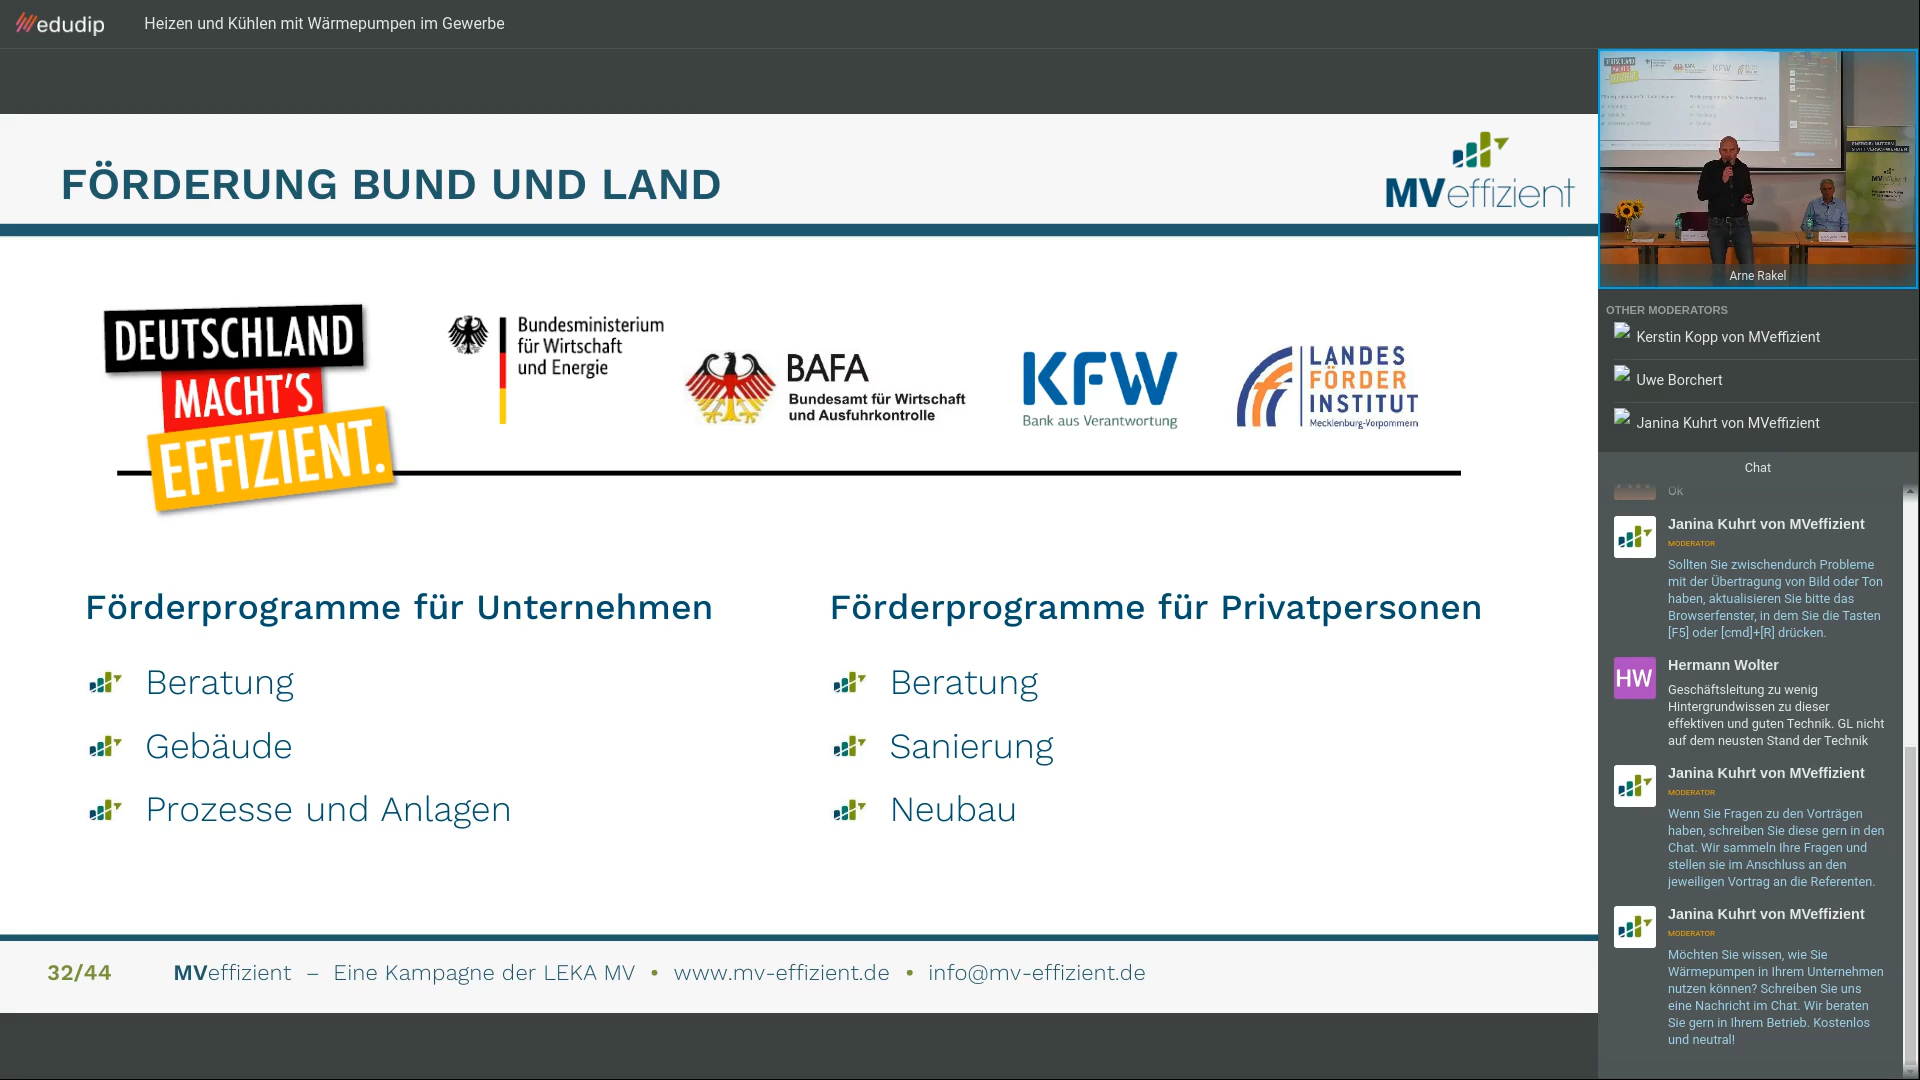 edudip
Heizen und Kühlen mit Wärmepumpen im Gewerbe
FÖRDERUNG BUND UND LAND
MVeffizient
DEUTSCHLAND
MACHT'S
EFFIZIENT.
Bundesministerium
für Wirtschaft
und Energie
BAFA
Bundesamt für Wirtschaft
und Ausfuhrkontrolle
KFW
Bank aus Verantwortung
LANDES
FÖRDER
INSTITUT
Mecklenburg-Vorpommern
Förderprogramme für Unternehmen
Beratung
Gebäude
Prozesse und Anlagen
Förderprogramme für Privatpersonen
Beratung
Sanierung
Neubau
32/44
MVeffizient – Eine Kampagne der LEKA MV • www.mv-effizient.de • info@mv-effizient.de
Arne Rakel
OTHER MODERATORS
Kerstin Kopp von MVeffizient
Uwe Borchert
Janina Kuhrt von MVeffizient
Chat
Ok
Janina Kuhrt von MVeffizient
MODERATOR
Sollten Sie zwischendurch Probleme
mit der Übertragung von Bild oder Ton
haben, aktualisieren Sie bitte das
Browserfenster, in dem Sie die Tasten
[F5] oder [cmd]+[R] drücken.
HW
Hermann Wolter
Geschäftsleitung zu wenig
Hintergrundwissen zu dieser
effektiven und guten Technik. GL nicht
auf dem neusten Stand der Technik
Janina Kuhrt von MVeffizient
MODERATOR
Wenn Sie Fragen zu den Vorträgen
haben, schreiben Sie diese gern in den
Chat. Wir sammeln Ihre Fragen und
stellen sie im Anschluss an den
jeweiligen Vortrag an die Referenten.
Janina Kuhrt von MVeffizient
MODERATOR
Möchten Sie wissen, wie Sie
Wärmepumpen in Ihrem Unternehmen
nutzen können? Schreiben Sie uns
eine Nachricht im Chat. Wir beraten
Sie gern in Ihrem Betrieb. Kostenlos
und neutral!